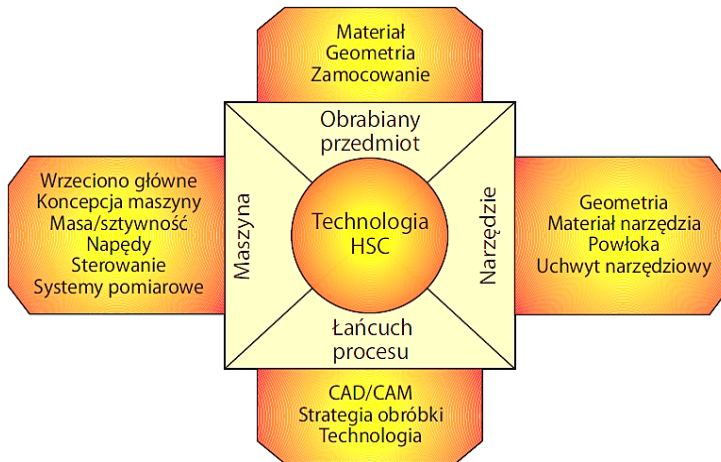 Materiał
Geometria
Zamocowanie
Obrabiany
przedmiot
Wrzeciono główne
Koncepcja maszyny
Masa/sztywność
Napędy
Sterowanie
Systemy pomiarowe
Maszyna
Technologia
HSC
Narzędzie
Geometria
Materiał narzędzia
Powłoka
Uchwyt narzędziowy
Łańcuch
procesu
CAD/CAM
Strategia obróbki
Technologia